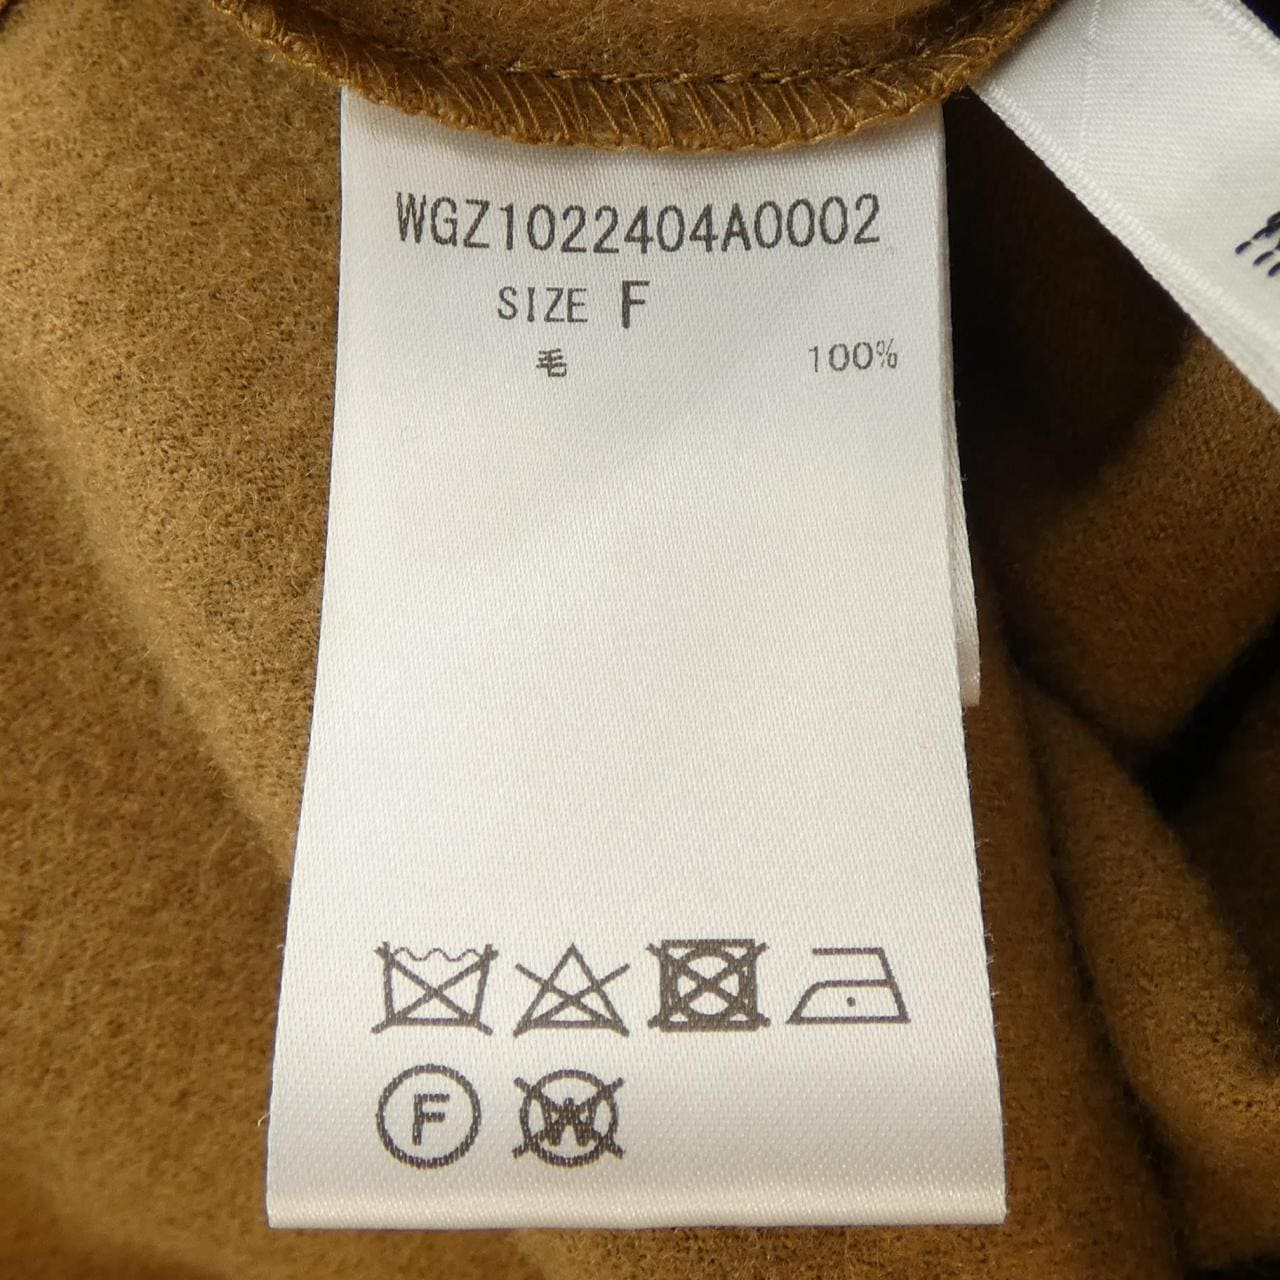 WGZ1022404A0002
SIZE F
毛 100%
F
W